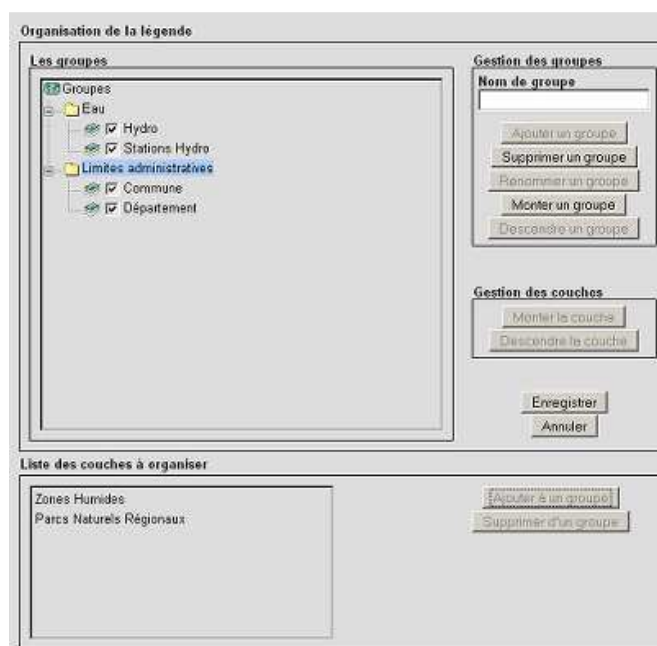 Organisation de la légende
Les groupes
Groupes
Eau
Hydro
Stations Hydro
Limites administratives
Commune
Département
Gestion des groupes
Nom de groupe
Ajouter un groupe
Supprimer un groupe
Renommer un groupe
Monter un groupe
Descendre un groupe
Gestion des couches
Monter la couche
Descendre la couche
Enregistrer
Annuler
Liste des couches à organiser
Zones Humides
Parcs Naturels Régionaux
Ajouter à un groupe
Supprimer d'un groupe